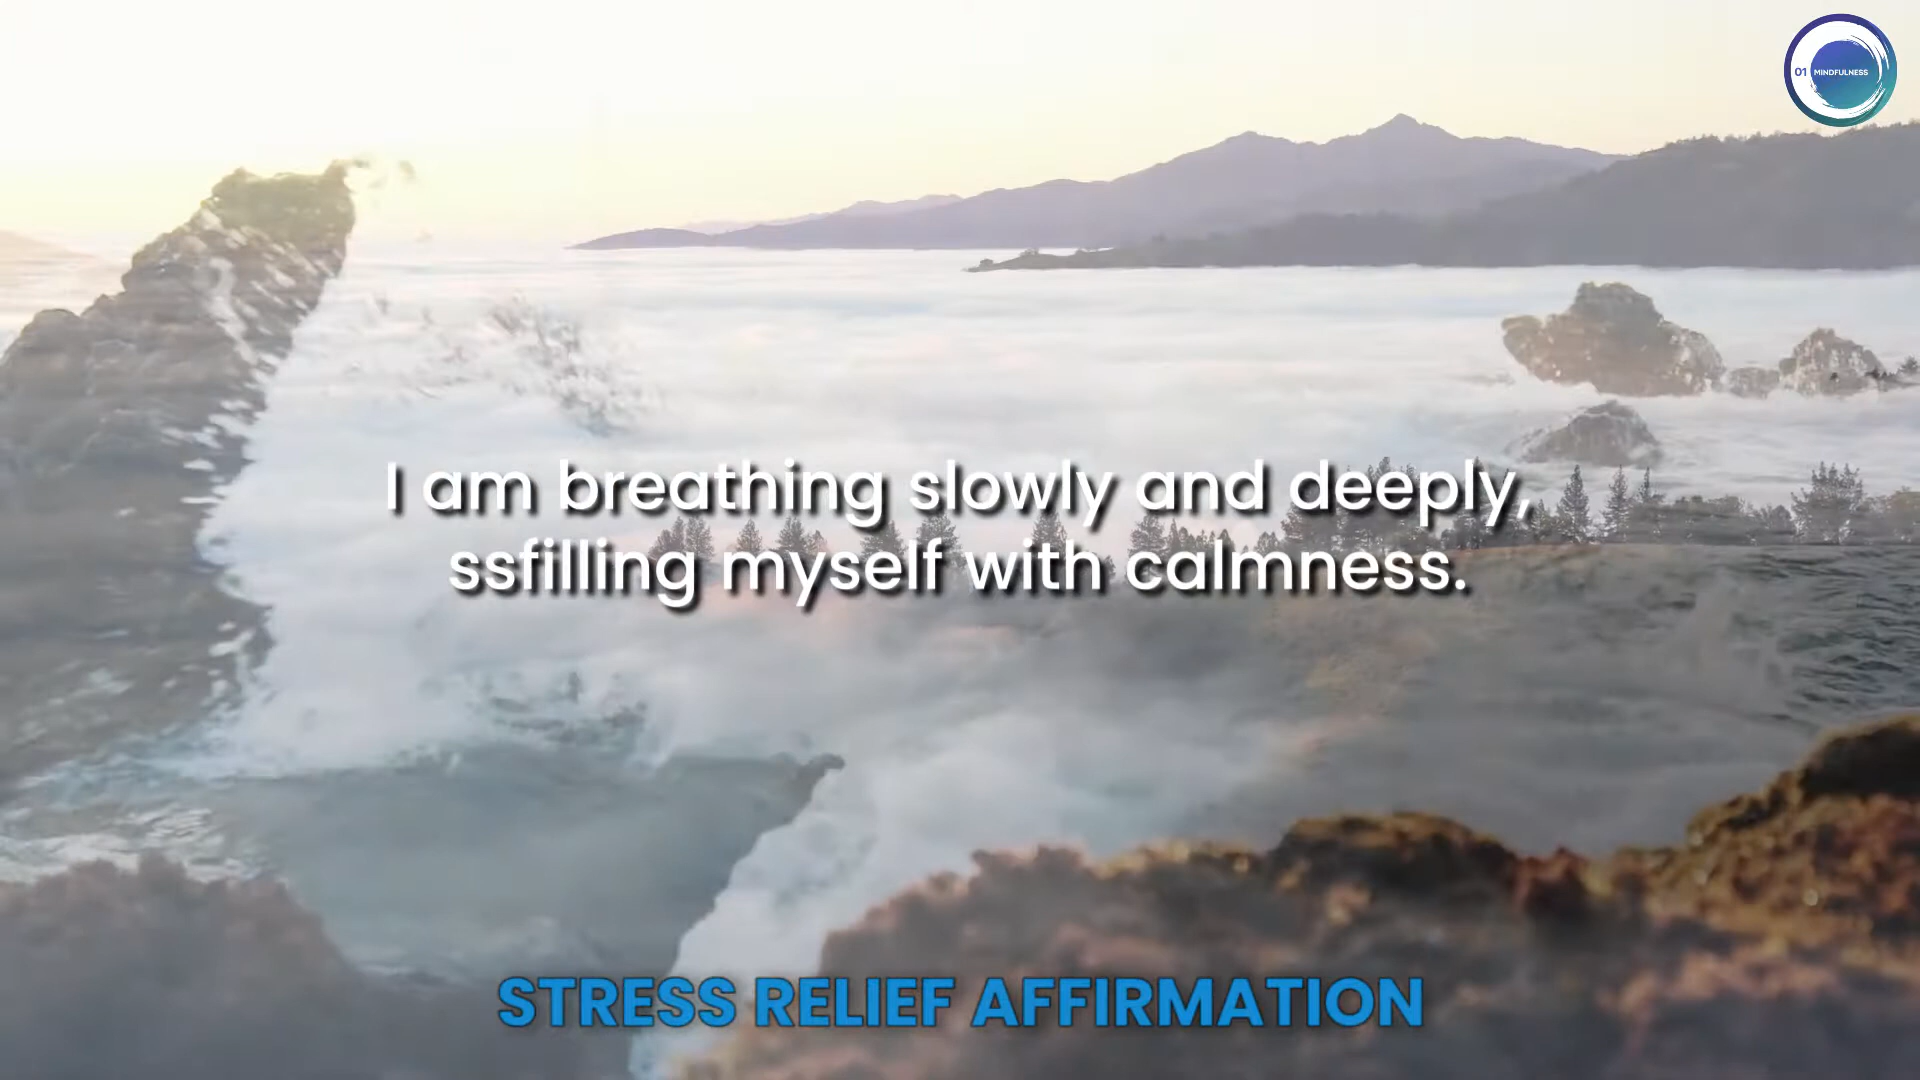 01 MINDFULNESS
I am breathing slowly and deeply,
ssfilling myself with calmness.
STRESS RELIEF AFFIRMATION